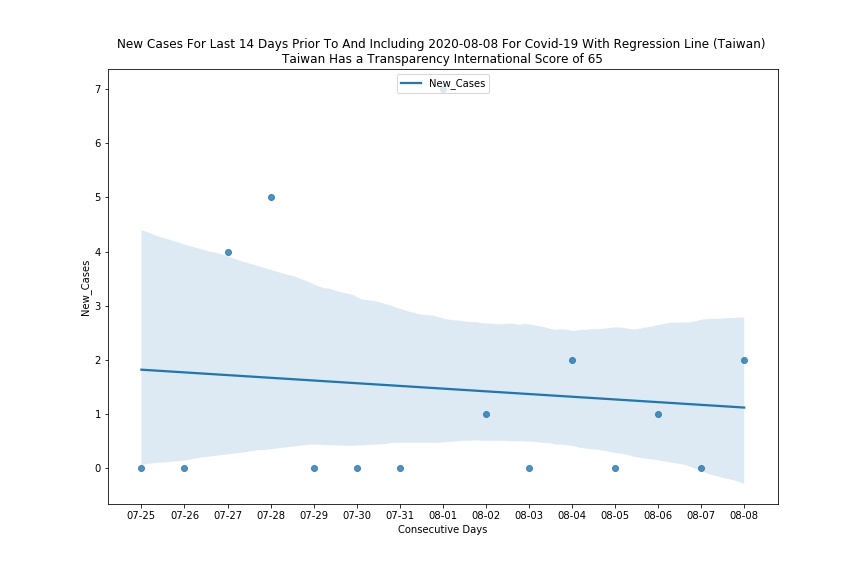 New Cases For Last 14 Days Prior To And Including 2020-08-08 For Covid-19 With Regression Line (Taiwan)
Taiwan Has a Transparency International Score of 65
New_Cases
7
6
5
4
3
2
1
0
New_Cases
07-25 07-26 07-27 07-28 07-29 07-30 07-31 08-01 08-02 08-03 08-04 08-05 08-06 08-07 08-08
Consecutive Days